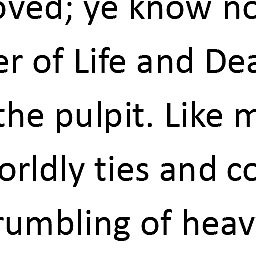 oved; ye know no
er of Life and Dea
the pulpit. Like m
orldly ties and co
rumbling of heav